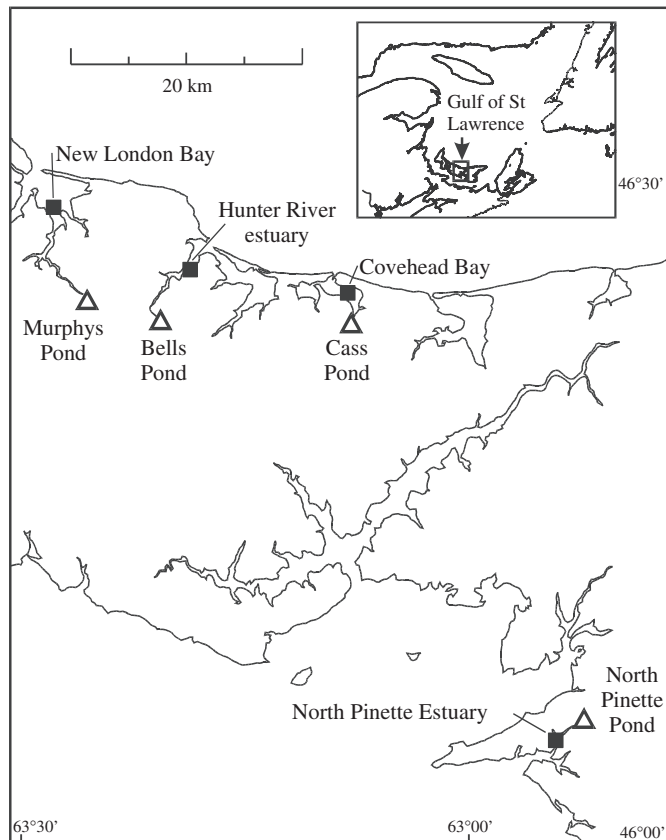 20 km
Gulf of St
Lawrence
46°30’
New London Bay
Hunter River
estuary
Covehead Bay
Murphys
Pond
Bells
Pond
Cass
Pond
North
Pinette
Pond
North Pinette Estuary
63°30’
63°00’
46°00’